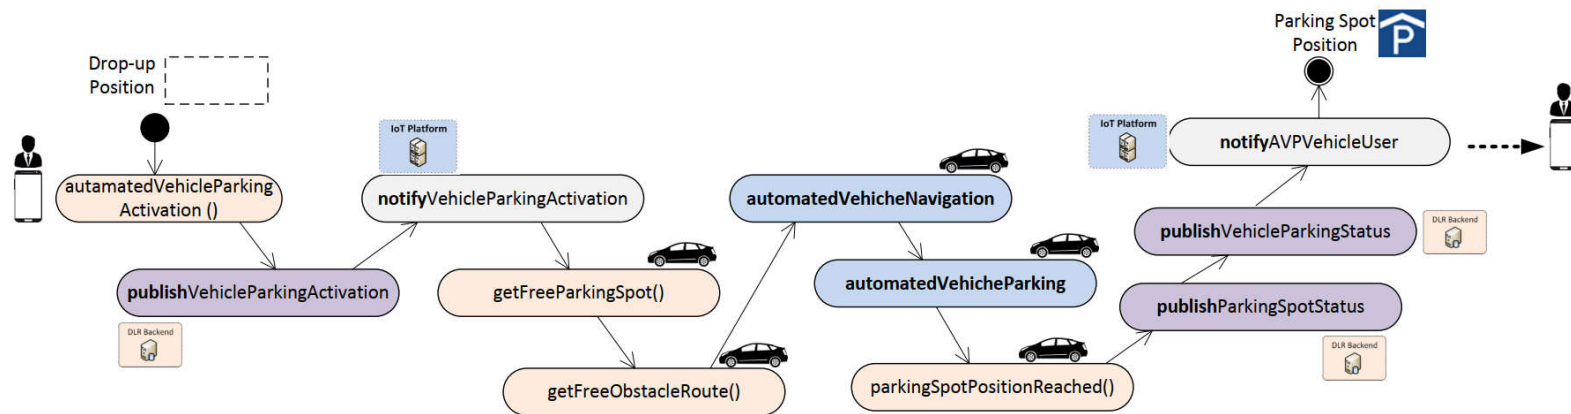 Drop-up
Position
autamatedVehicleParking
Activation ()
publishVehicleParkingActivation
DLR Backend
IoT Platform
notifyVehicleParkingActivation
getFreeParkingSpot()
getFreeObstacleRoute()
automatedVehicheNavigation
automatedVehicheParking
parkingSpotPositionReached()
publishParkingSpotStatus
DLR Backend
publishVehicleParkingStatus
DLR Backend
IoT Platform
notifyAVPVehicleUser
Parking Spot
Position
P